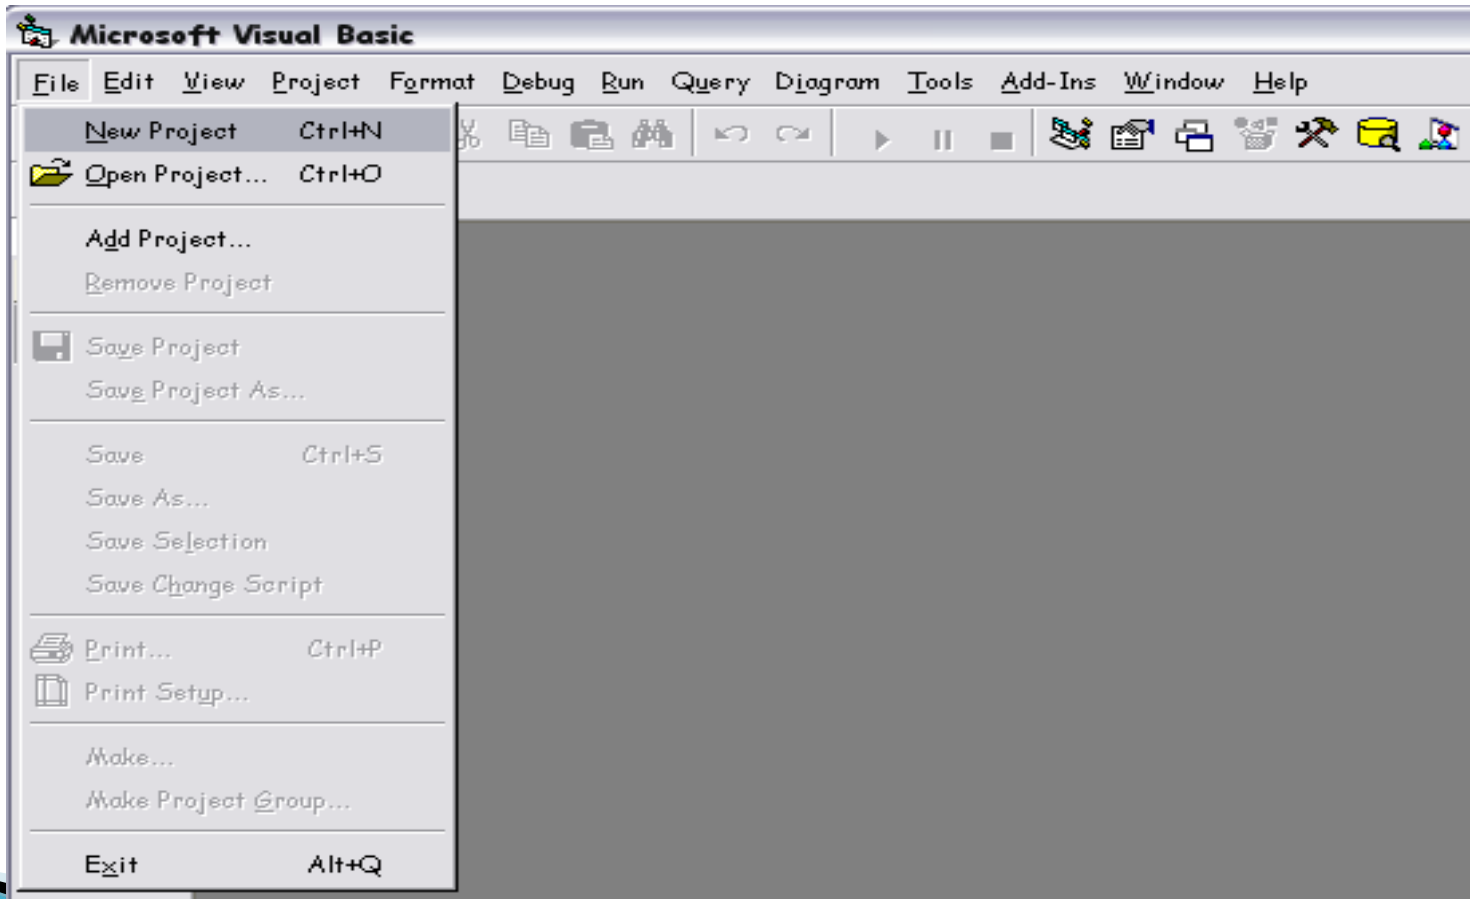 Microsoft Visual Basic
File Edit View Project Format Debug Run Query Diagram Tools Add-Ins Window Help
New Project Ctrl+N
Open Project... Ctrl+O
Add Project...
Remove Project
Save Project
Save Project As...
Save Ctrl+S
Save As...
Save Selection
Save Change Script
Print... Ctrl+P
Print Setup...
Make...
Make Project Group...
Exit Alt+Q